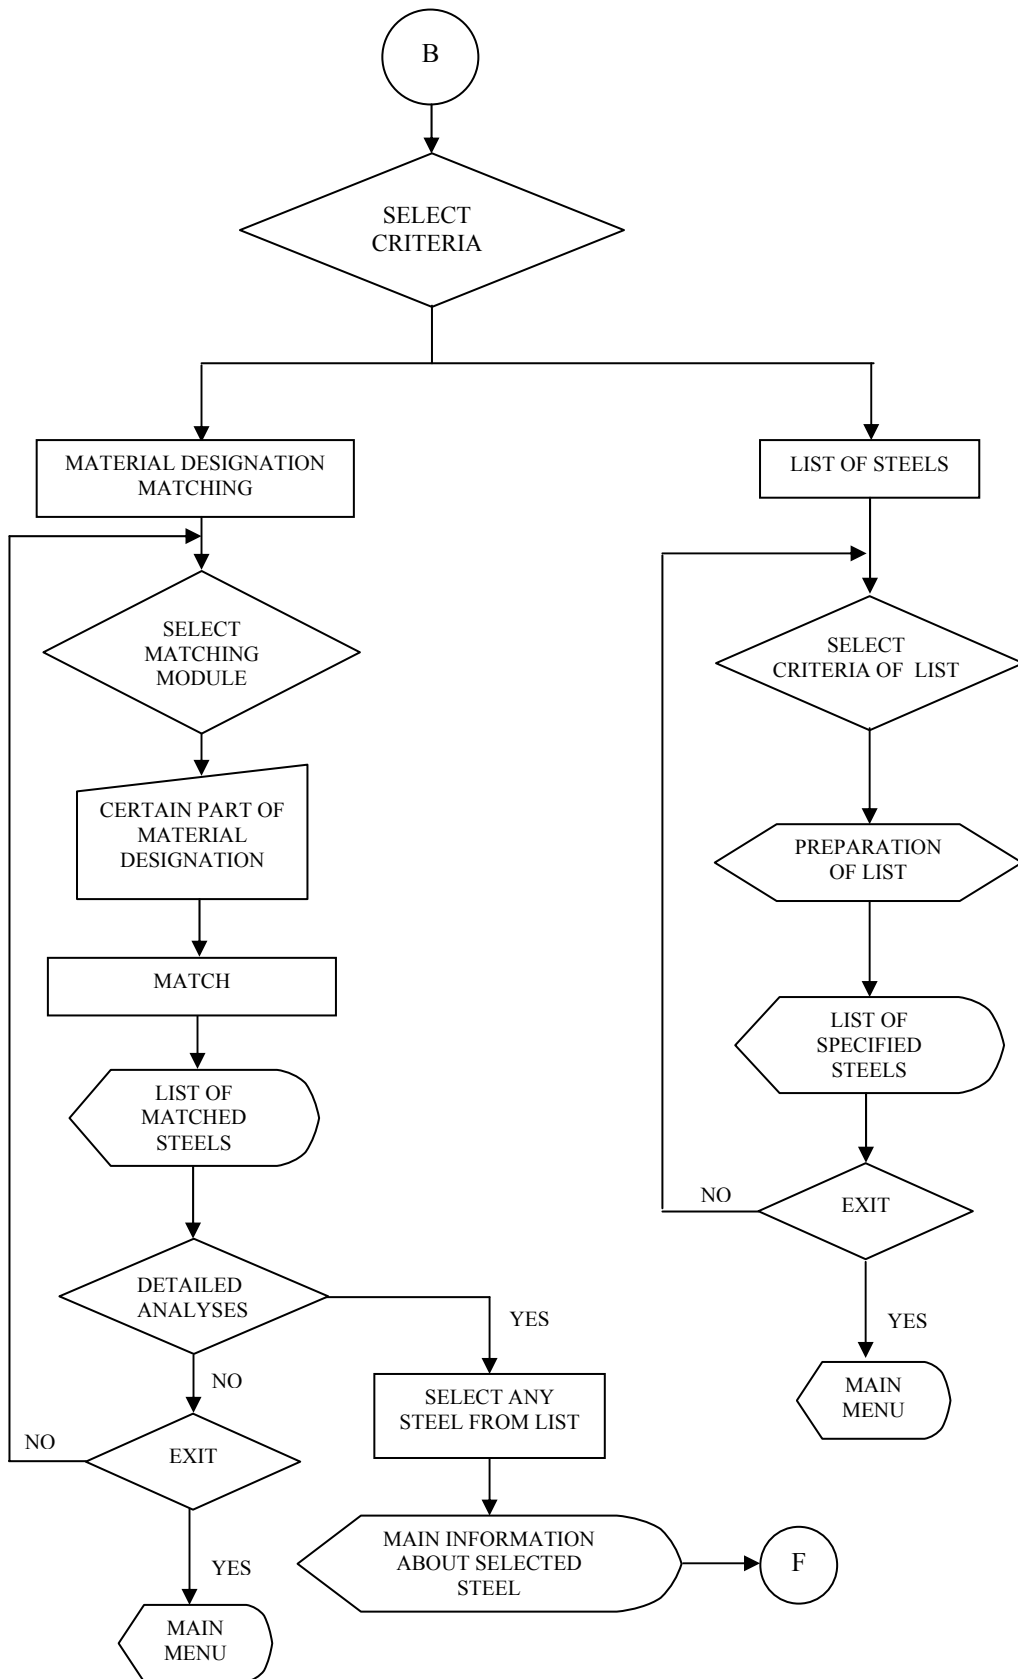 B
SELECT
CRITERIA
MATERIAL DESIGNATION
MATCHING
LIST OF STEELS
SELECT
MATCHING
MODULE
SELECT
CRITERIA OF LIST
CERTAIN PART OF
MATERIAL
DESIGNATION
PREPARATION
OF LIST
MATCH
LIST OF
SPECIFIED
STEELS
LIST OF
MATCHED
STEELS
NO
EXIT
DETAILED
ANALYSES
YES
YES
NO
SELECT ANY
STEEL FROM LIST
MAIN
MENU
NO
EXIT
MAIN INFORMATION
ABOUT SELECTED
STEEL
F
YES
MAIN
MENU